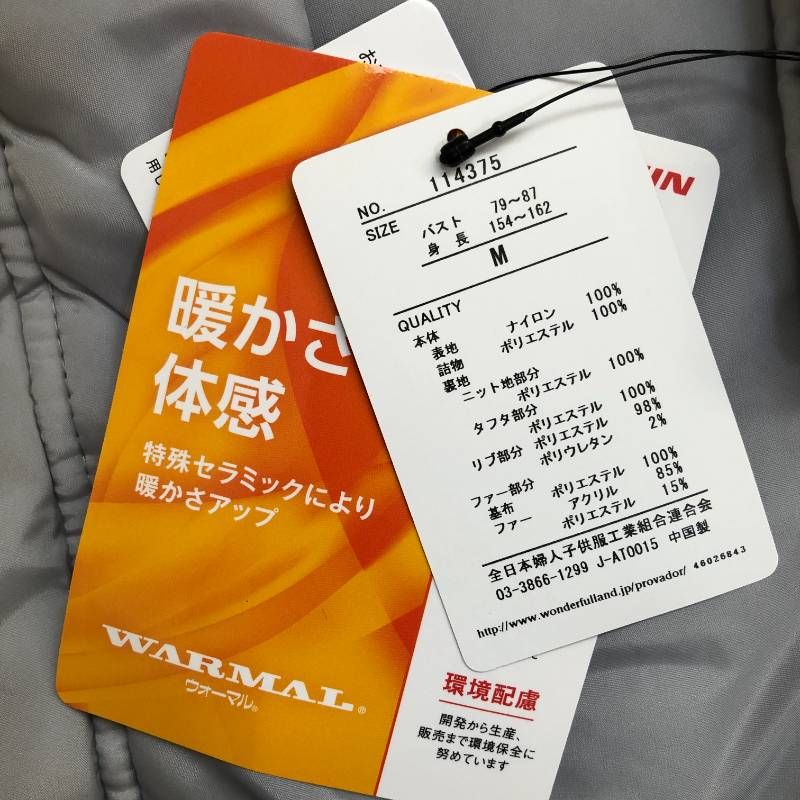 暖かさ
体感
特殊セラミックにより
暖かさアップ
WARMAL®
ウォーマル®
環境配慮
開発から生産、
販売まで環境保全に
努めています
NO. 114375
SIZE バスト 79～87
身長 154～162
M
QUALITY
本体
表地 ナイロン 100%
詰物 ポリエステル 100%
裏地
ニット地部分
ポリエステル 100%
タフタ部分
ポリエステル 100%
リブ部分 ポリエステル 98%
ポリウレタン 2%
ファー部分
基布 ポリエステル 100%
ファー アクリル 85%
ポリエステル 15%
全日本婦人子供服工業組合連合会
03-3866-1299 J-AT0015 中国製
http://www.wonderfulland.jp/provador/ 46026843